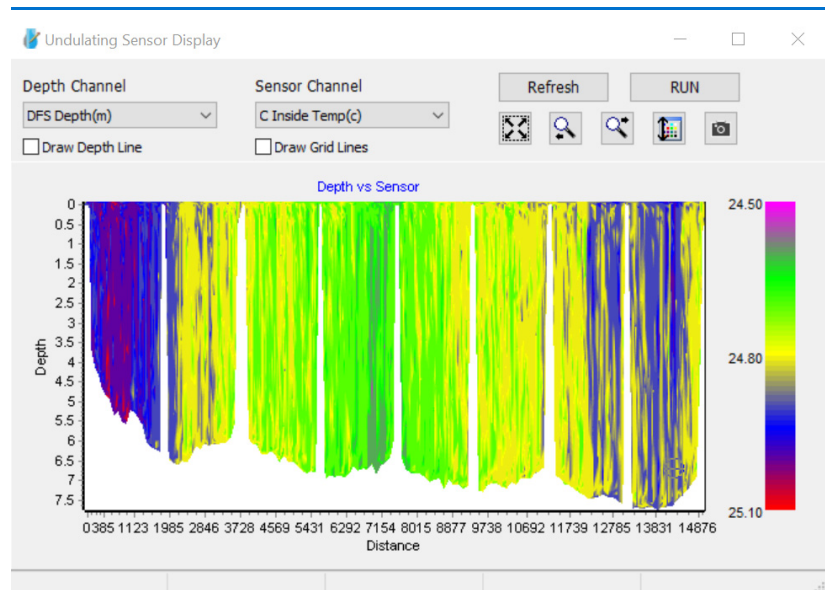 Undulating Sensor Display
Depth Channel
Sensor Channel
Refresh
RUN
DFS Depth(m)
C Inside Temp(c)
Draw Depth Line
Draw Grid Lines
Depth vs Sensor
0
0.5
1
1.5
2
2.5
3
3.5
4
4.5
5
5.5
6
6.5
7
7.5
Depth
0385 1123 1985 2846 3728 4569 5431 6292 7154 8015 8877 9738 10692 11739 12785 13831 14876
Distance
24.50
24.80
25.10